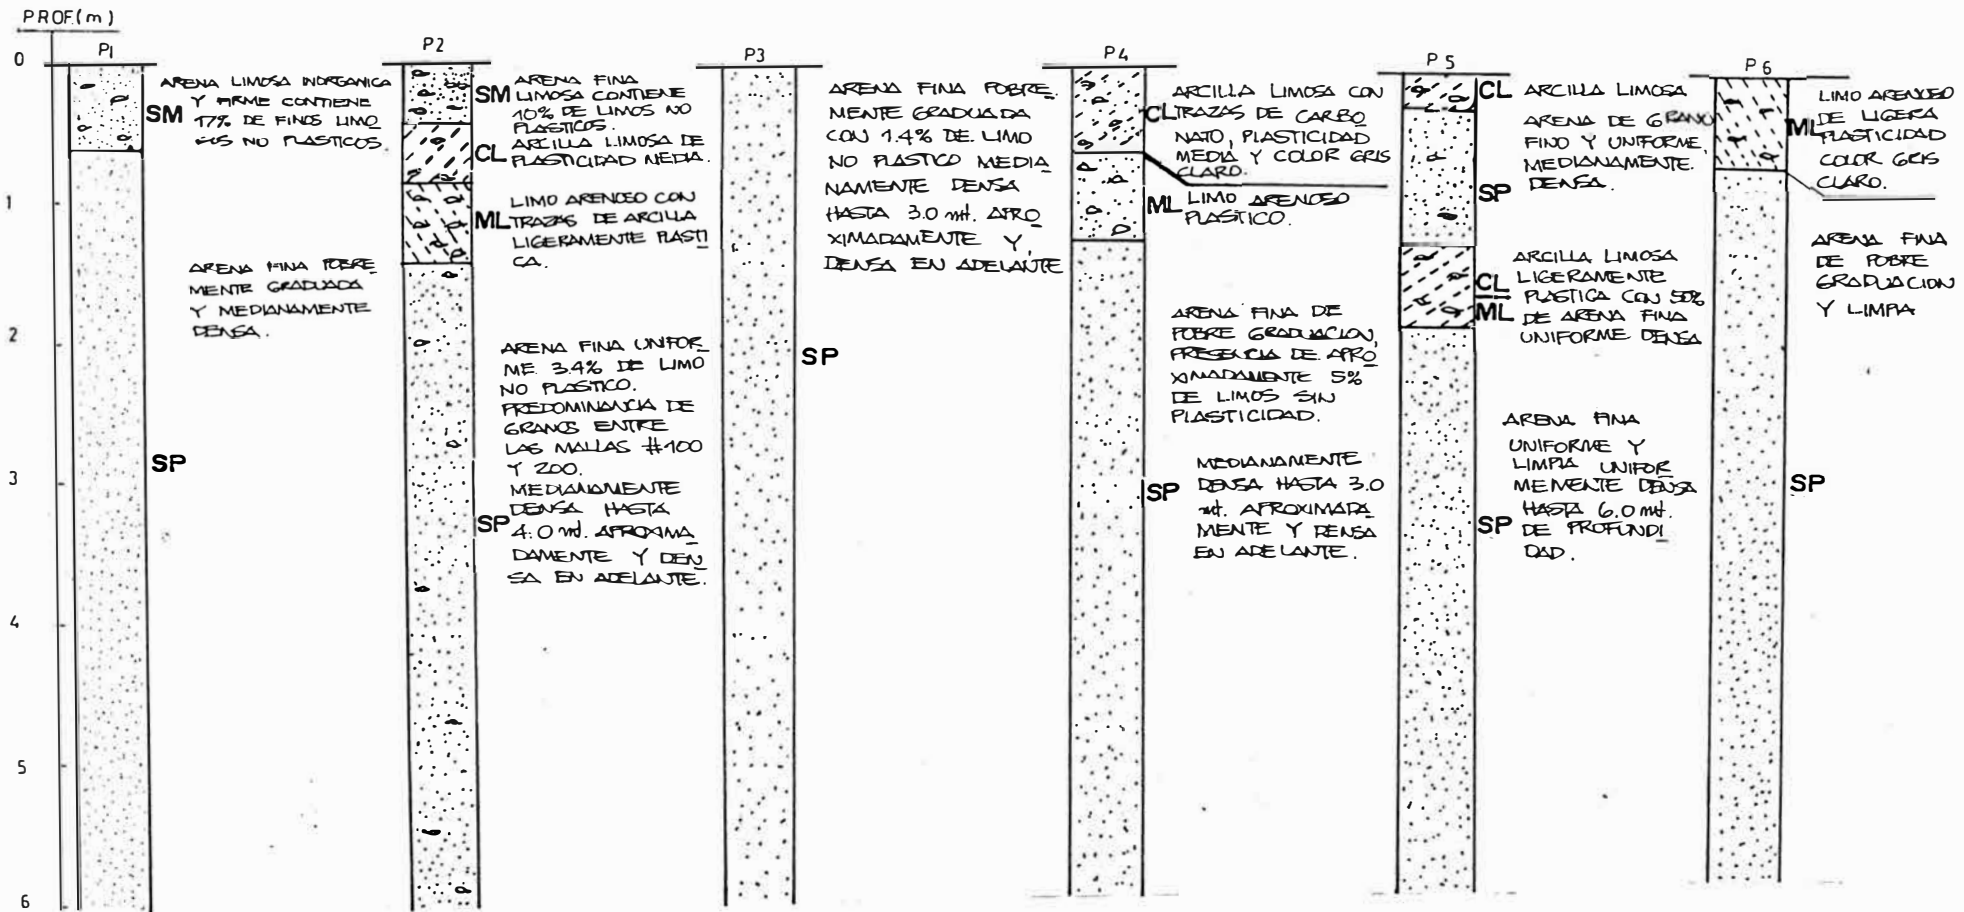 PROF.(m)
0
1
2
3
4
5
6
P1
SM
ARENA LIMOSA INORGANICA
Y FIRME CONTIENE
17% DE FINOS LIMO
SOS NO PLASTICOS.
ARENA FINA POBRE
MENTE GRADUADA
Y MEDIANAMENTE
DENSA.
SP
P2
SM
ARENA FINA
LIMOSA CONTIENE
10% DE LIMOS NO
PLASTICOS.
CL
ARCILLA LIMOSA DE
PLASTICIDAD MEDIA.
ML
LIMO ARENOSO CON
TRAZAS DE ARCILLA
LIGERAMENTE PLASTI
CA.
ARENA FINA UNIFOR
ME 3.4% DE LIMO
NO PLASTICO.
PREDOMINANCIA DE
GRANOS ENTRE
LAS MALLAS #100
Y 200.
MEDIANAMENTE
DENSA HASTA
SP
4.0 mt. APROXIMA
DAMENTE Y DEN
SA EN ADELANTE.
P3
ARENA FINA POBRE
MENTE GRADUADA
CON 1.4% DE LIMO
NO PLASTICO MEDIA
NAMENTE DENSA
HASTA 3.0 mt. APRO
XIMADAMENTE Y
DENSA EN ADELANTE
SP
P4
CL
ARCILLA LIMOSA CON
TRAZAS DE CARBO
NATO, PLASTICIDAD
MEDIA Y COLOR GRIS
CLARO.
ML
LIMO ARENOSO
PLASTICO.
ARENA FINA DE
POBRE GRADUACION,
PRESENCIA DE APRO
XIMADAMENTE 5%
DE LIMOS SIN
PLASTICIDAD.
SP
MEDIANAMENTE
DENSA HASTA 3.0
mt. APROXIMADA
MENTE Y DENSA
EN ADELANTE.
P5
CL
ARCILLA LIMOSA
ARENA DE GRANO
FINO Y UNIFORME,
MEDIANAMENTE
DENSA.
SP
CL
ML
ARCILLA LIMOSA
LIGERAMENTE
PLASTICA CON 50%
DE ARENA FINA
UNIFORME DENSA
ARENA FINA
UNIFORME Y
LIMPIA UNIFOR
MEMENTE DENSA
SP
HASTA 6.0 mt.
DE PROFUNDI
DAD.
P6
ML
LIMO ARENOSO
DE LIGERA
PLASTICIDAD
COLOR GRIS
CLARO.
ARENA FINA
DE POBRE
GRADUACION
Y LIMPIA
SP